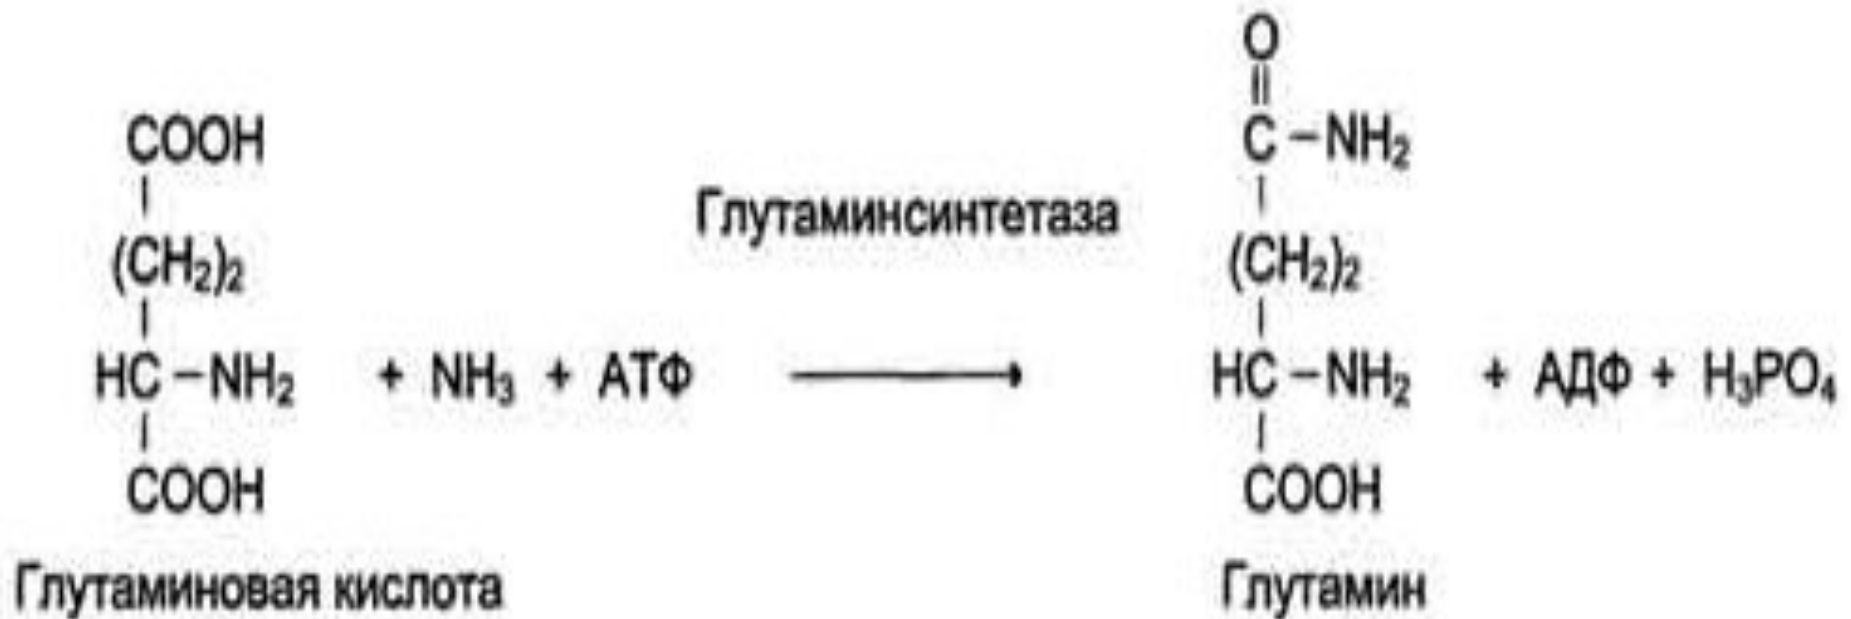 O
||
COOH C–NH₂
Глутаминсинтетаза
(CH₂)₂ (CH₂)₂
HC–NH₂ + NH₃ + АТФ → HC–NH₂ + АДФ + H₃PO₄
COOH COOH
Глутаминовая кислота Глутамин